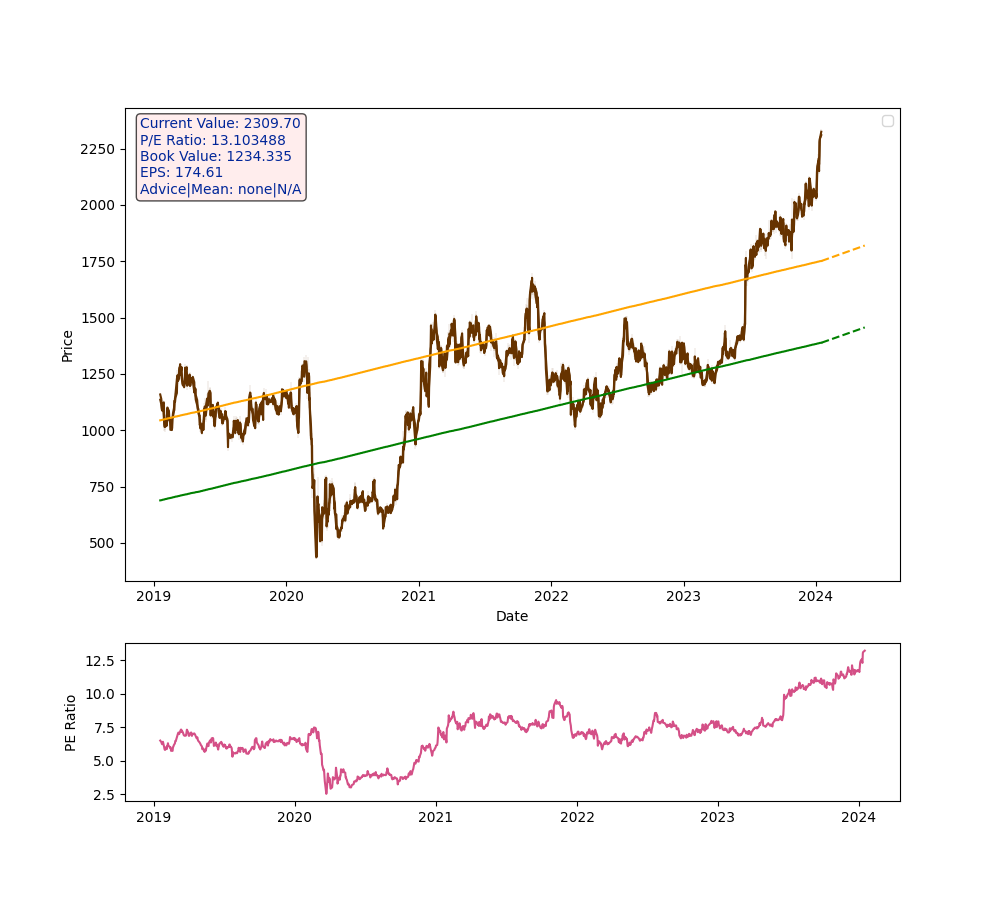 Current Value: 2309.70
P/E Ratio: 13.103488
Book Value: 1234.335
EPS: 174.61
Advice|Mean: none|N/A
Price
2250
2000
1750
1500
1250
1000
750
500
2019 2020 2021 2022 2023 2024
Date
PE Ratio
12.5
10.0
7.5
5.0
2.5
2019 2020 2021 2022 2023 2024